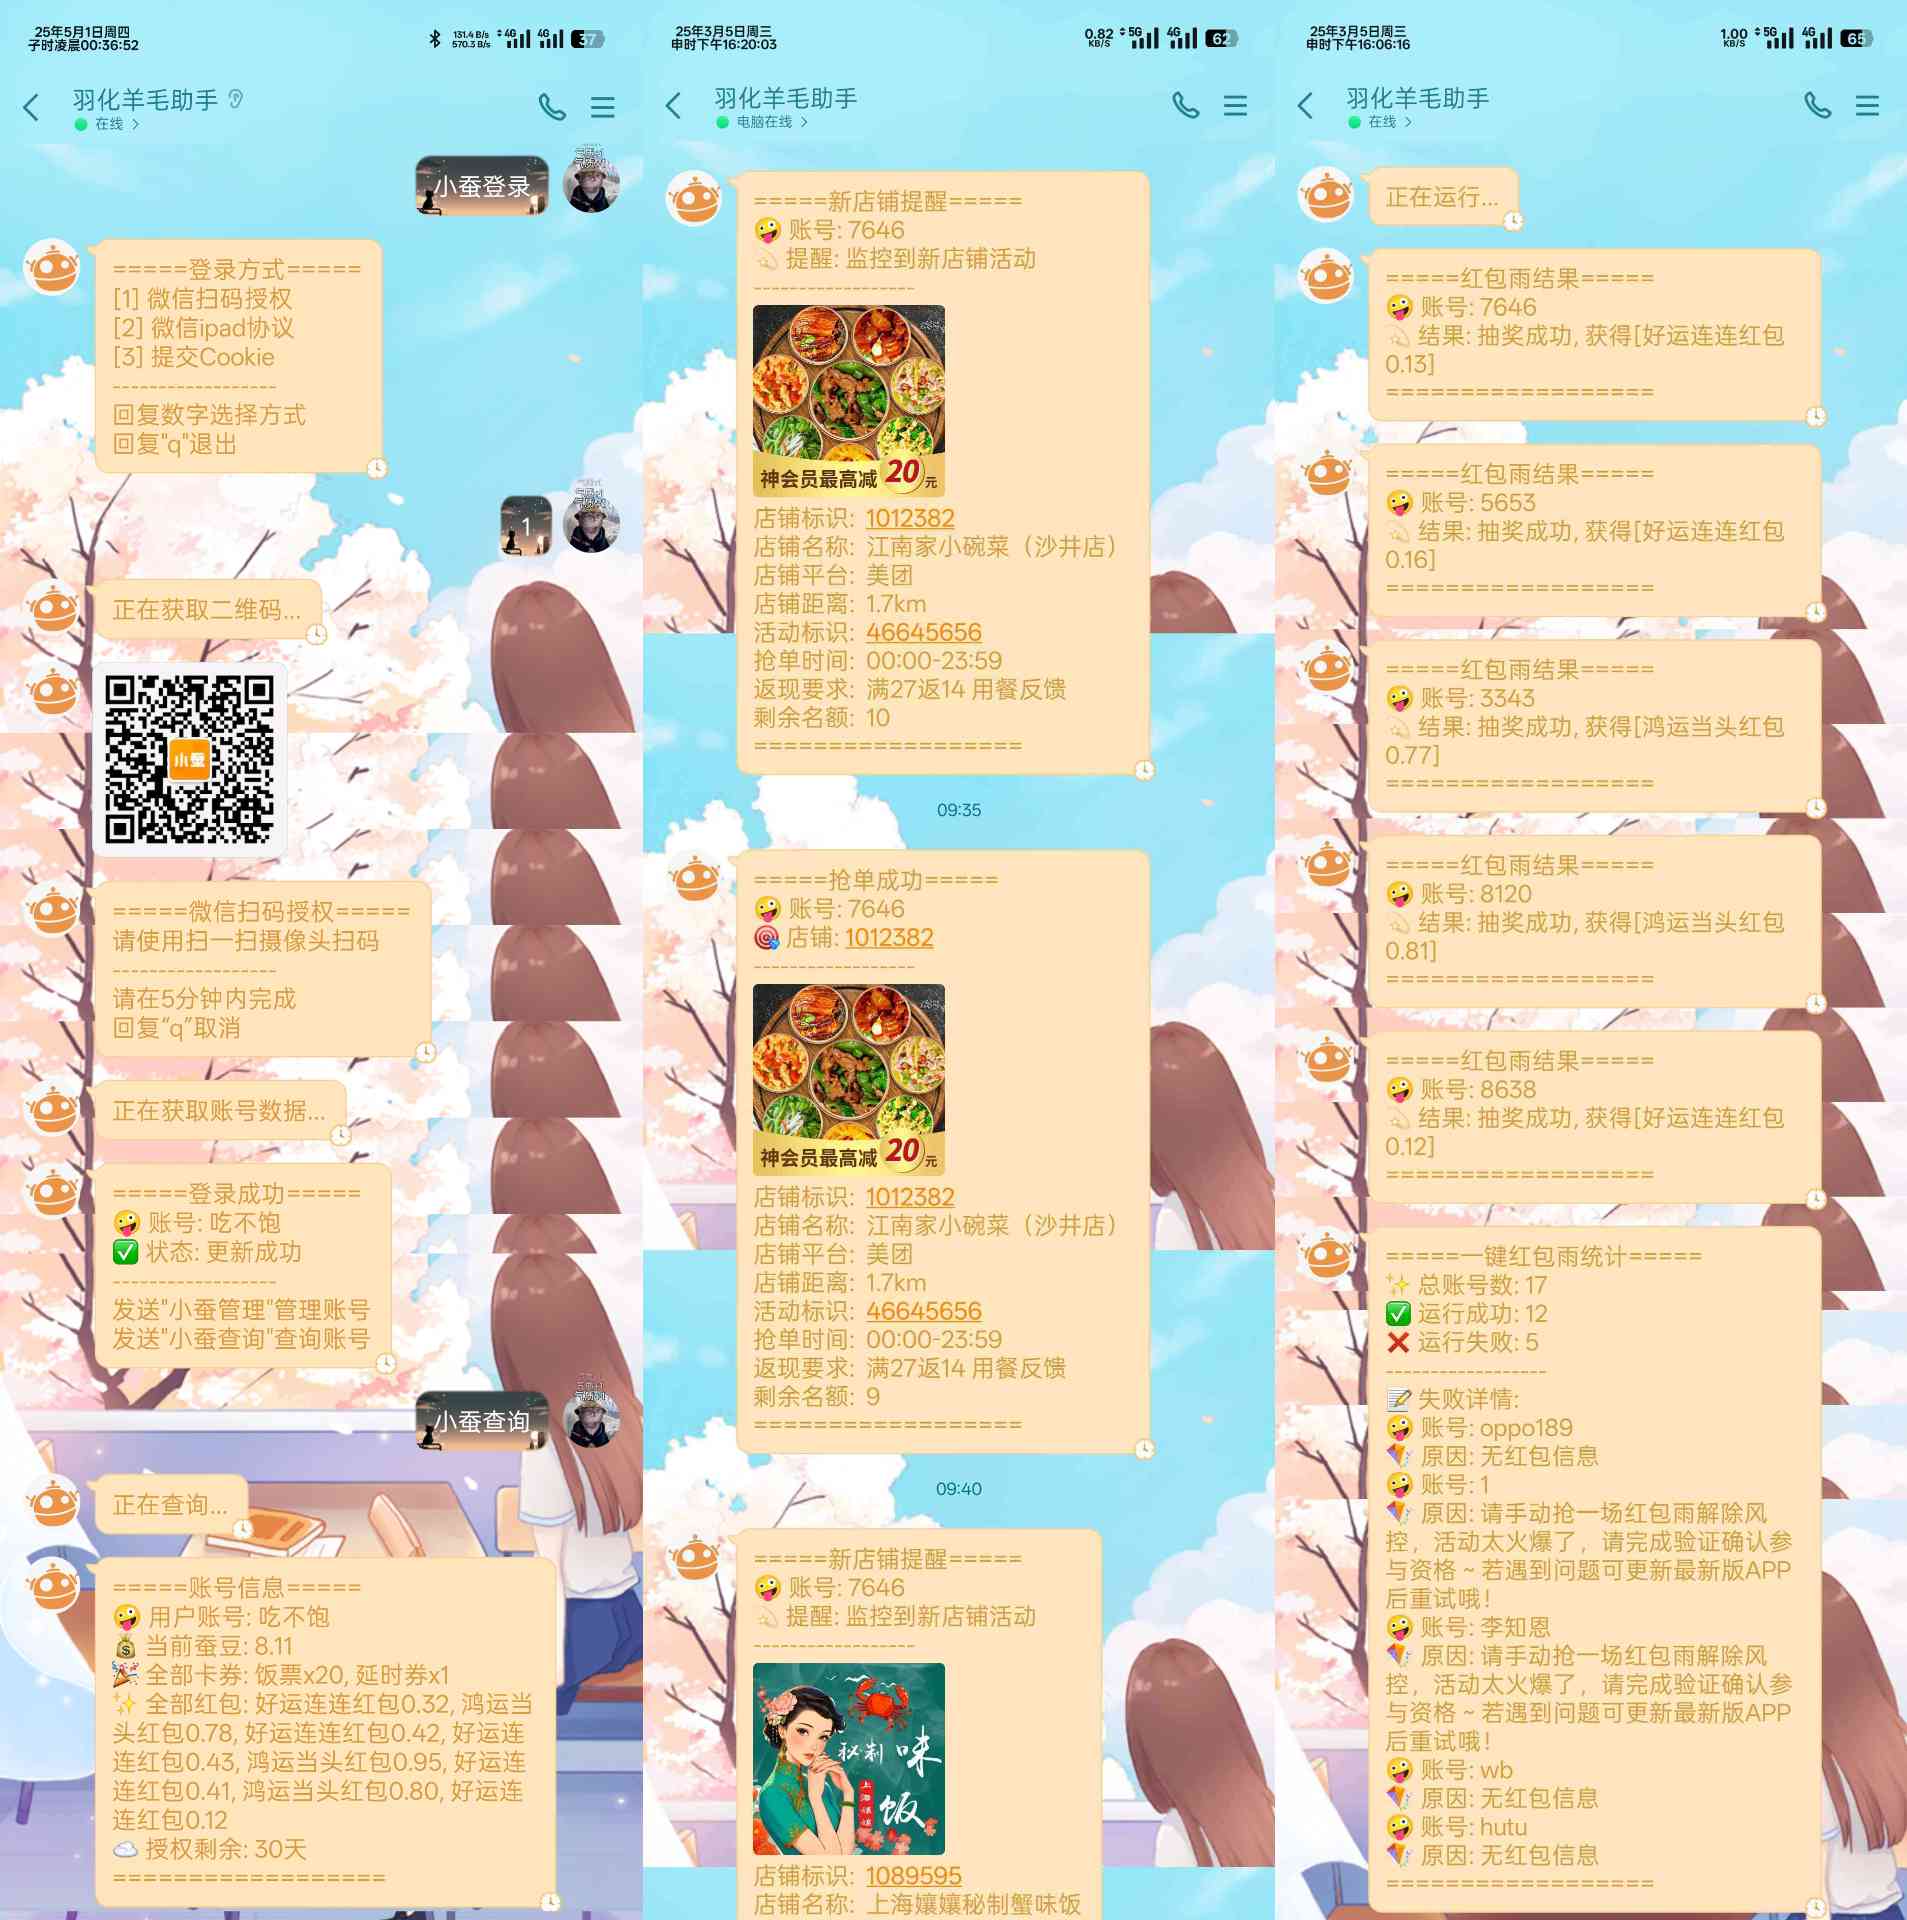 25年5月1日周四
子时凌晨00:36:52
131.4 B/s
570.3 B/s
4G
4G
37
羽化羊毛助手
在线
小蚕登录
=====登录方式=====
[1] 微信扫码授权
[2] 微信ipad协议
[3] 提交Cookie
------------------
回复数字选择方式
回复"q"退出
1
正在获取二维码...
小蚕
=====微信扫码授权=====
请使用扫一扫摄像头扫码
------------------
请在5分钟内完成
回复“q”取消
正在获取账号数据...
=====登录成功=====
账号: 吃不饱
状态: 更新成功
------------------
发送"小蚕管理"管理账号
发送"小蚕查询"查询账号
小蚕查询
正在查询...
=====账号信息=====
用户账号: 吃不饱
当前蚕豆: 8.11
全部卡券: 饭票x20, 延时券x1
全部红包: 好运连连红包0.32, 鸿运当
头红包0.78, 好运连连红包0.42, 好运连
连红包0.43, 鸿运当头红包0.95, 好运连
连红包0.41, 鸿运当头红包0.80, 好运连
连红包0.12
授权剩余: 30天
==================
25年3月5日周三
申时下午16:20:03
0.82
KB/S
5G
4G
62
羽化羊毛助手
电脑在线
=====新店铺提醒=====
账号: 7646
提醒: 监控到新店铺活动
------------------
神会员最高减20元
店铺标识: 1012382
店铺名称: 江南家小碗菜（沙井店）
店铺平台: 美团
店铺距离: 1.7km
活动标识: 46645656
抢单时间: 00:00-23:59
返现要求: 满27返14 用餐反馈
剩余名额: 10
==================
09:35
=====抢单成功=====
账号: 7646
店铺: 1012382
------------------
神会员最高减20元
店铺标识: 1012382
店铺名称: 江南家小碗菜（沙井店）
店铺平台: 美团
店铺距离: 1.7km
活动标识: 46645656
抢单时间: 00:00-23:59
返现要求: 满27返14 用餐反馈
剩余名额: 9
==================
09:40
=====新店铺提醒=====
账号: 7646
提醒: 监控到新店铺活动
------------------
秘制 味
饭
店铺标识: 1089595
店铺名称: 上海孃孃秘制蟹味饭
25年3月5日周三
申时下午16:06:16
1.00
KB/S
5G
4G
65
羽化羊毛助手
在线
正在运行...
=====红包雨结果=====
账号: 7646
结果: 抽奖成功, 获得[好运连连红包
0.13]
==================
=====红包雨结果=====
账号: 5653
结果: 抽奖成功, 获得[好运连连红包
0.16]
==================
=====红包雨结果=====
账号: 3343
结果: 抽奖成功, 获得[鸿运当头红包
0.77]
==================
=====红包雨结果=====
账号: 8120
结果: 抽奖成功, 获得[鸿运当头红包
0.81]
==================
=====红包雨结果=====
账号: 8638
结果: 抽奖成功, 获得[好运连连红包
0.12]
==================
=====一键红包雨统计=====
总账号数: 17
运行成功: 12
运行失败: 5
------------------
失败详情:
账号: oppo189
原因: 无红包信息
账号: 1
原因: 请手动抢一场红包雨解除风
控，活动太火爆了，请完成验证确认参
与资格 ~ 若遇到问题可更新最新版APP
后重试哦！
账号: 李知恩
原因: 请手动抢一场红包雨解除风
控，活动太火爆了，请完成验证确认参
与资格 ~ 若遇到问题可更新最新版APP
后重试哦！
账号: wb
原因: 无红包信息
账号: hutu
原因: 无红包信息
==================